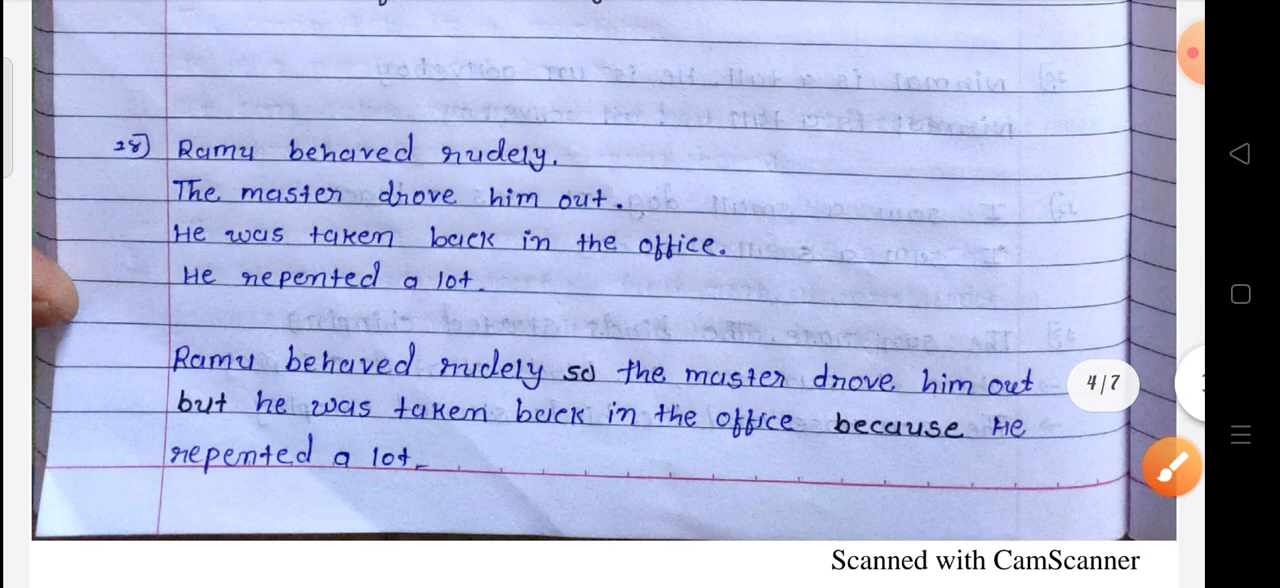 28) Ramu behaved rudely.
The master drove him out.
He was taken back in the office.
He repented a lot.
Ramu behaved rudely so the master drove him out
but he was taken back in the office because He
repented a lot.
4/7
Scanned with CamScanner